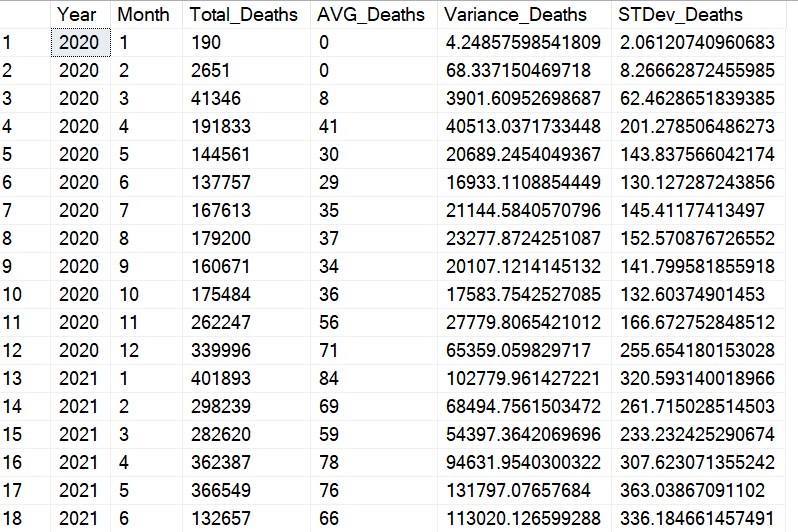 Year Month Total_Deaths AVG_Deaths Variance_Deaths STDev_Deaths
1 2020 1 190 0 4.24857598541809 2.06120740960683
2 2020 2 2651 0 68.337150469718 8.26662872455985
3 2020 3 41346 8 3901.60952698687 62.4628651839385
4 2020 4 191833 41 40513.0371733448 201.278506486273
5 2020 5 144561 30 20689.2454049367 143.837566042174
6 2020 6 137757 29 16933.1108854449 130.127287243856
7 2020 7 167613 35 21144.5840570796 145.41177413497
8 2020 8 179200 37 23277.8724251087 152.570876726552
9 2020 9 160671 34 20107.1214145132 141.799581855918
10 2020 10 175484 36 17583.7542527085 132.60374901453
11 2020 11 262247 56 27779.8065421012 166.672752848512
12 2020 12 339996 71 65359.059829717 255.654180153028
13 2021 1 401893 84 102779.961427221 320.593140018966
14 2021 2 298239 69 68494.7561503472 261.715028514503
15 2021 3 282620 59 54397.3642069696 233.232425290674
16 2021 4 362387 78 94631.9540300322 307.623071355242
17 2021 5 366549 76 131797.07657684 363.03867091102
18 2021 6 132657 66 113020.126599288 336.184661457491